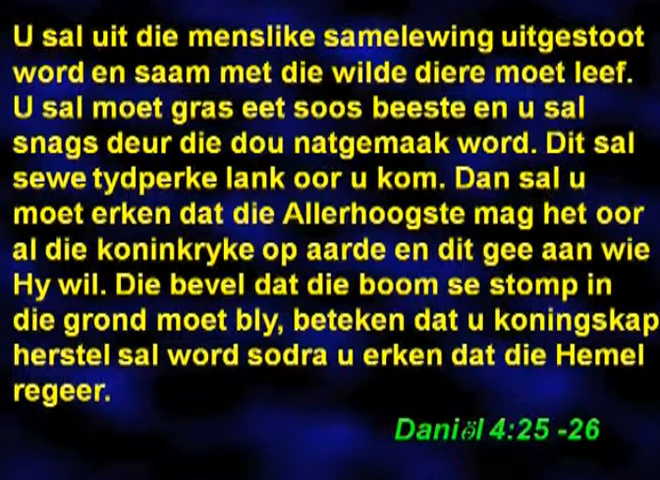 U sal uit die menslike samelewing uitgestoot
word en saam met die wilde diere moet leef.
U sal moet gras eet soos beeste en u sal
snags deur die dou natgemaak word. Dit sal
sewe tydperke lank oor u kom. Dan sal u
moet erken dat die Allerhoogste mag het oor
al die koninkryke op aarde en dit gee aan wie
Hy wil. Die bevel dat die boom se stomp in
die grond moet bly, beteken dat u koningskap
herstel sal word sodra u erken dat die Hemel
regeer.
Daniël 4:25 -26